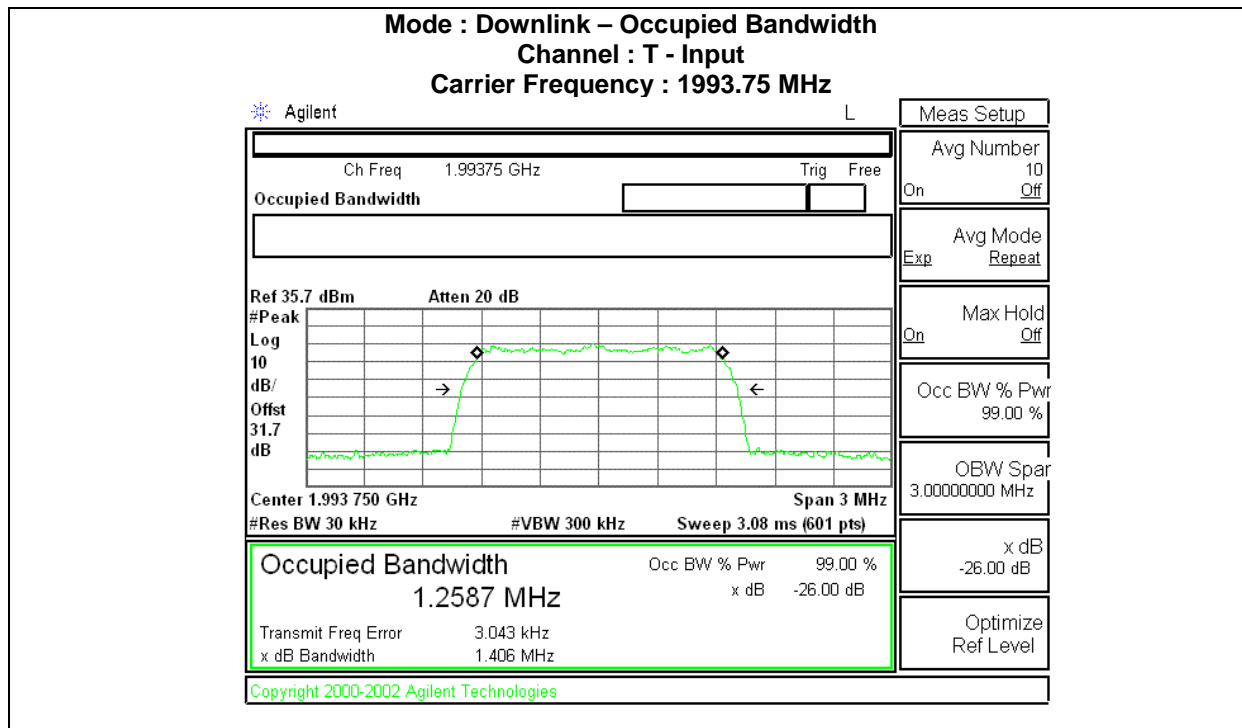 Mode : Downlink – Occupied Bandwidth
Channel : T - Input
Carrier Frequency : 1993.75 MHz
Agilent L
Ch Freq 1.99375 GHz Trig Free
Occupied Bandwidth
Ref 35.7 dBm Atten 20 dB
#Peak
Log
10
dB/
Offst
31.7
dB
Center 1.993 750 GHz Span 3 MHz
#Res BW 30 kHz #VBW 300 kHz Sweep 3.08 ms (601 pts)
Occupied Bandwidth Occ BW % Pwr 99.00 %
1.2587 MHz x dB -26.00 dB
Transmit Freq Error 3.043 kHz
x dB Bandwidth 1.406 MHz
Copyright 2000-2002 Agilent Technologies
Meas Setup
Avg Number
10
On Off
Avg Mode
Exp Repeat
Max Hold
On Off
Occ BW % Pwr
99.00 %
OBW Span
3.00000000 MHz
x dB
-26.00 dB
Optimize
Ref Level